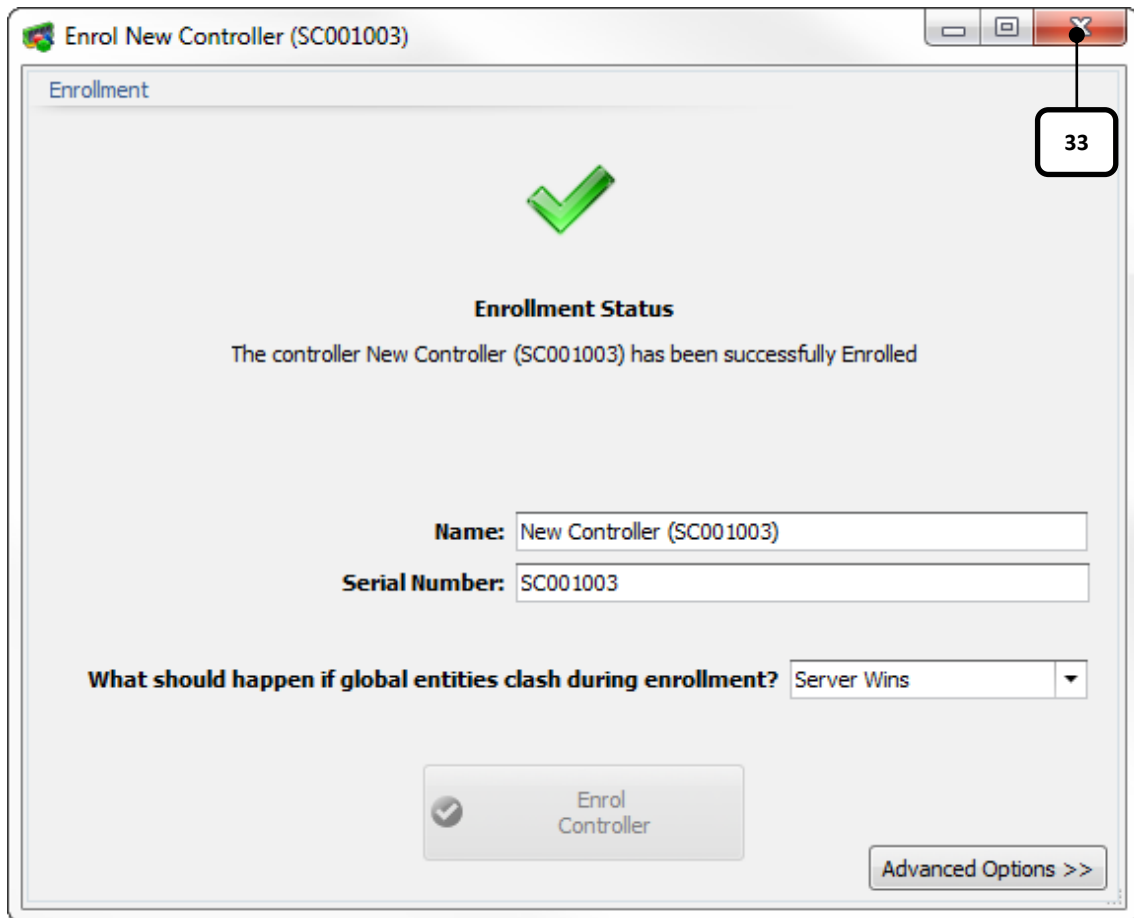 Enrol New Controller (SC001003)
Enrollment
33
Enrollment Status
The controller New Controller (SC001003) has been successfully Enrolled
Name: New Controller (SC001003)
Serial Number: SC001003
What should happen if global entities clash during enrollment? Server Wins
Enrol
Controller
Advanced Options >>